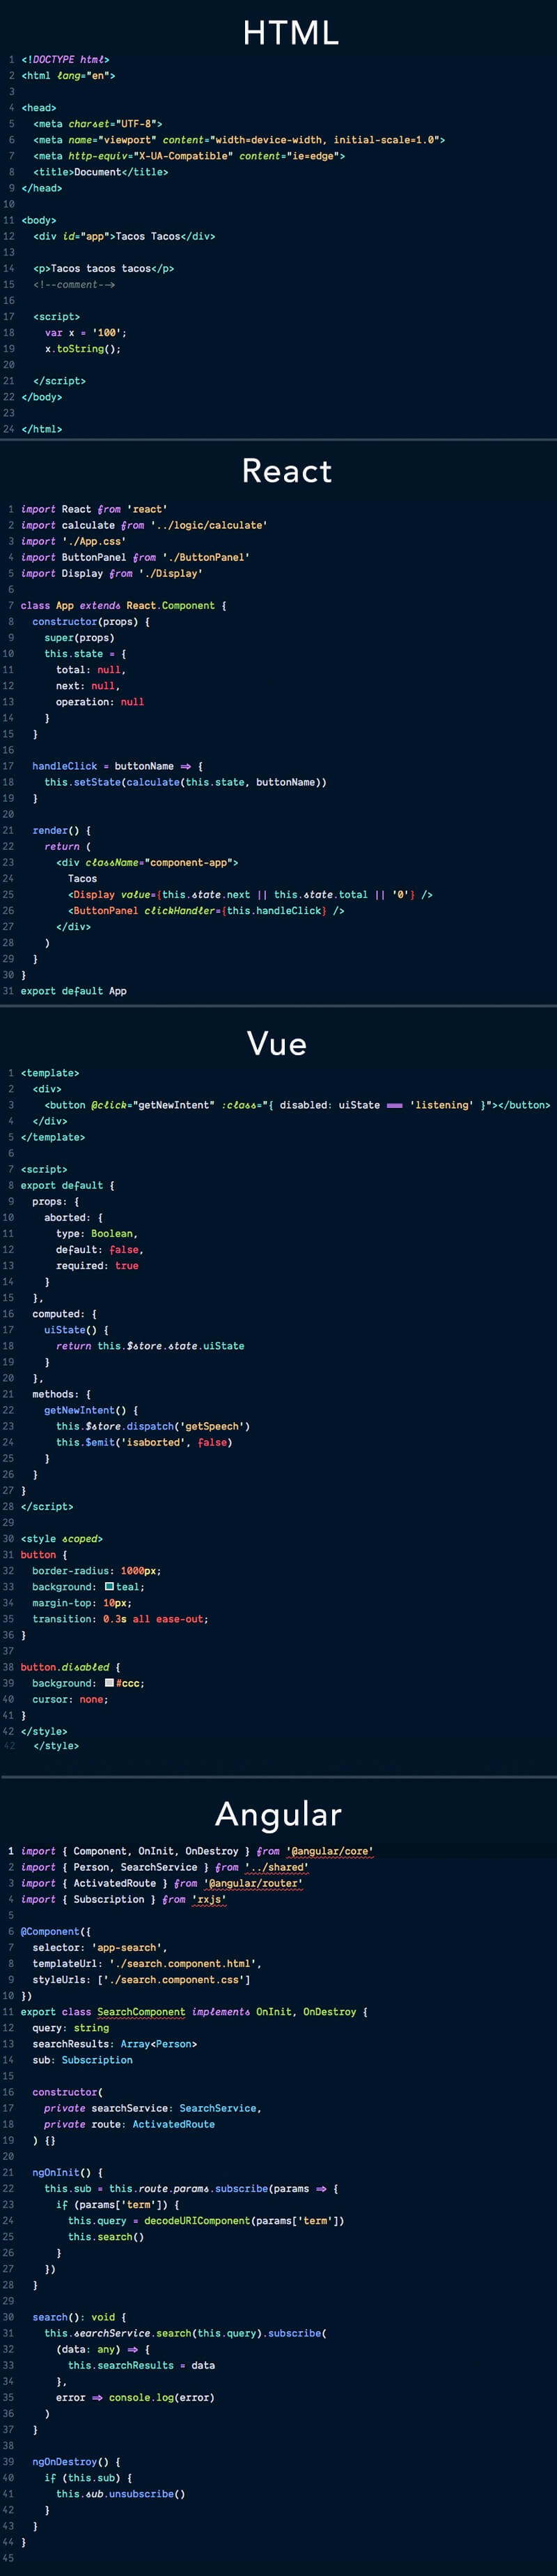 HTML
1 <!DOCTYPE html>
2 <html lang="en">
3
4 <head>
5   <meta charset="UTF-8">
6   <meta name="viewport" content="width=device-width, initial-scale=1.0">
7   <meta http-equiv="X-UA-Compatible" content="ie=edge">
8   <title>Document</title>
9 </head>
10
11 <body>
12   <div id="app">Tacos Tacos</div>
13
14   <p>Tacos tacos tacos</p>
15   <!--comment-->
16
17   <script>
18     var x = '100';
19     x.toString();
20
21   </script>
22 </body>
23
24 </html>
React
1 import React from 'react'
2 import calculate from '../logic/calculate'
3 import './App.css'
4 import ButtonPanel from './ButtonPanel'
5 import Display from './Display'
6
7 class App extends React.Component {
8   constructor(props) {
9     super(props)
10     this.state = {
11       total: null,
12       next: null,
13       operation: null
14     }
15   }
16
17   handleClick = buttonName => {
18     this.setState(calculate(this.state, buttonName))
19   }
20
21   render() {
22     return (
23       <div className="component-app">
24         Tacos
25         <Display value={this.state.next || this.state.total || '0'} />
26         <ButtonPanel clickHandler={this.handleClick} />
27       </div>
28     )
29   }
30 }
31 export default App
Vue
1 <template>
2   <div>
3     <button @click="getNewIntent" :class="{ disabled: uiState === 'listening' }"></button>
4   </div>
5 </template>
6
7 <script>
8 export default {
9   props: {
10     aborted: {
11       type: Boolean,
12       default: false,
13       required: true
14     }
15   },
16   computed: {
17     uiState() {
18       return this.$store.state.uiState
19     }
20   },
21   methods: {
22     getNewIntent() {
23       this.$store.dispatch('getSpeech')
24       this.$emit('isaborted', false)
25     }
26   }
27 }
28 </script>
29
30 <style scoped>
31 button {
32   border-radius: 1000px;
33   background: teal;
34   margin-top: 10px;
35   transition: 0.3s all ease-out;
36 }
37
38 button.disabled {
39   background: #ccc;
40   cursor: none;
41 }
42 </style>
42   </style>
Angular
1 import { Component, OnInit, OnDestroy } from '@angular/core'
2 import { Person, SearchService } from '../shared'
3 import { ActivatedRoute } from '@angular/router'
4 import { Subscription } from 'rxjs'
5
6 @Component({
7   selector: 'app-search',
8   templateUrl: './search.component.html',
9   styleUrls: ['./search.component.css']
10 })
11 export class SearchComponent implements OnInit, OnDestroy {
12   query: string
13   searchResults: Array<Person>
14   sub: Subscription
15
16   constructor(
17     private searchService: SearchService,
18     private route: ActivatedRoute
19   ) {}
20
21   ngOnInit() {
22     this.sub = this.route.params.subscribe(params => {
23       if (params['term']) {
24         this.query = decodeURIComponent(params['term'])
25         this.search()
26       }
27     })
28   }
29
30   search(): void {
31     this.searchService.search(this.query).subscribe(
32       (data: any) => {
33         this.searchResults = data
34       },
35       error => console.log(error)
36     )
37   }
38
39   ngOnDestroy() {
40     if (this.sub) {
41       this.sub.unsubscribe()
42     }
43   }
44 }
45